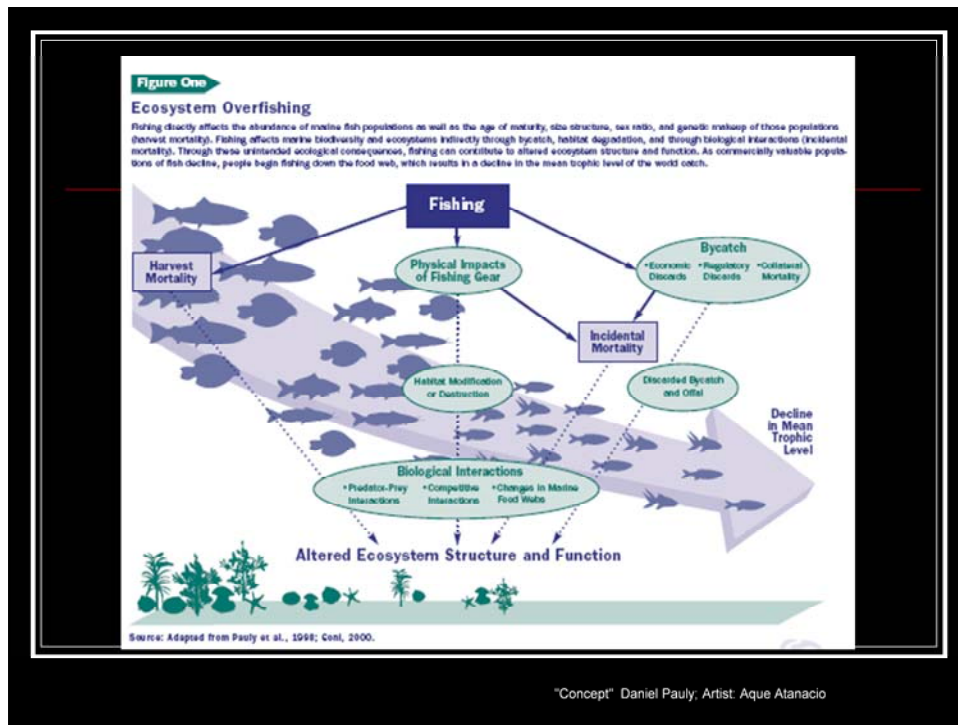 Figure One
Ecosystem Overfishing
Fishing directly affects the abundance of marine fish populations as well as the age of maturity, size structure, sex ratio, and genetic makeup of those populations
(harvest mortality). Fishing affects marine biodiversity and ecosystems indirectly through bycatch, habitat degradation, and through biological interactions (incidental
mortality). Through these unintended ecological consequences, fishing can contribute to altered ecosystem structure and function. As commercially valuable popula-
tions of fish decline, people begin fishing down the food web, which results in a decline in the mean trophic level of the world catch.
Fishing
Harvest
Mortality
Physical Impacts
of Fishing Gear
Bycatch
•Economic
Discards
•Regulatory
Discards
•Collateral
Mortality
Incidental
Mortality
Habitat Modification
or Destruction
Discarded Bycatch
and Offal
Decline
in Mean
Trophic
Level
Biological Interactions
•Predator-Prey
Interactions
•Competitive
Interactions
•Changes in Marine
Food Webs
Altered Ecosystem Structure and Function
Source: Adapted from Pauly et al., 1998; Goni, 2000.
"Concept" Daniel Pauly; Artist: Aque Atanacio